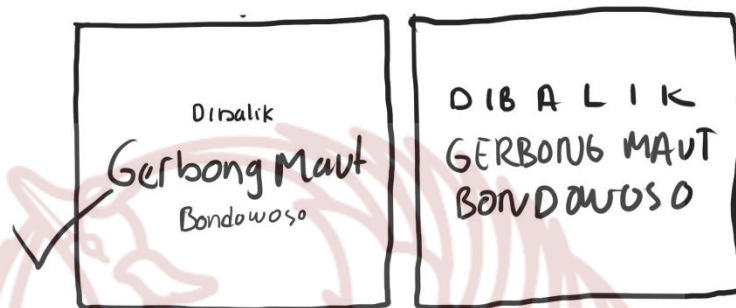 Dibalik
Gerbong Maut
Bondowoso
DIBALIK
GERBONG MAUT
BONDOWOSO